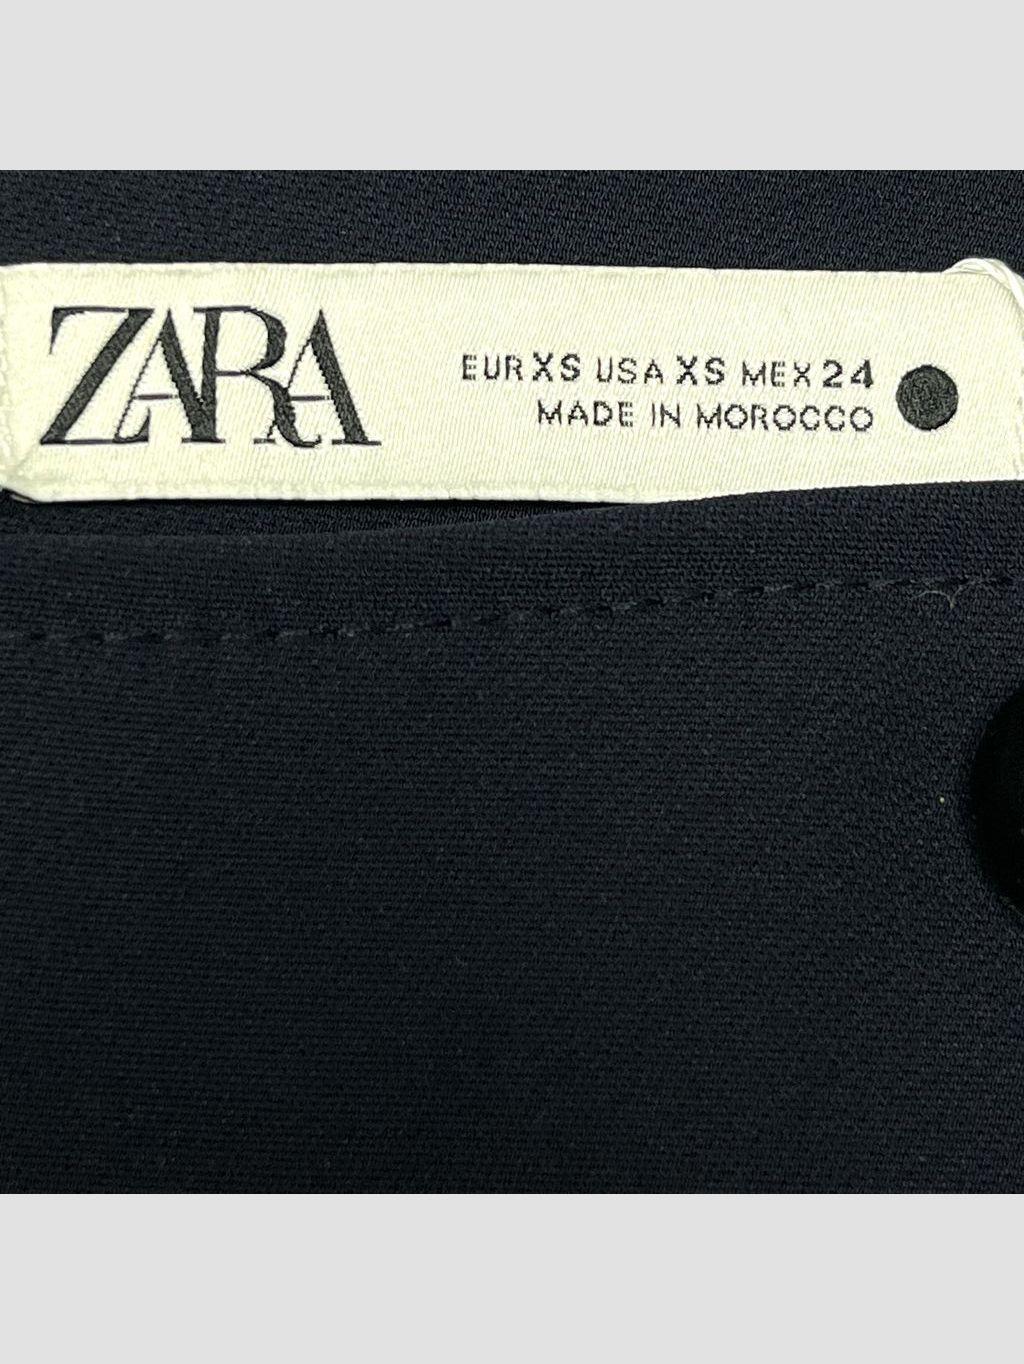 ZARA
EUR XS USA XS MEX 24
MADE IN MOROCCO